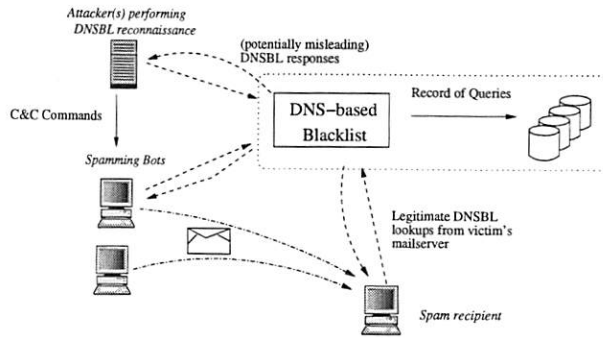 Attacker(s) performing
DNSBL reconnaissance
(potentially misleading)
DNSBL responses
DNS-based
Blacklist
Record of Queries
C&C Commands
Spamming Bots
Legitimate DNSBL
lookups from victim's
mailserver
Spam recipient